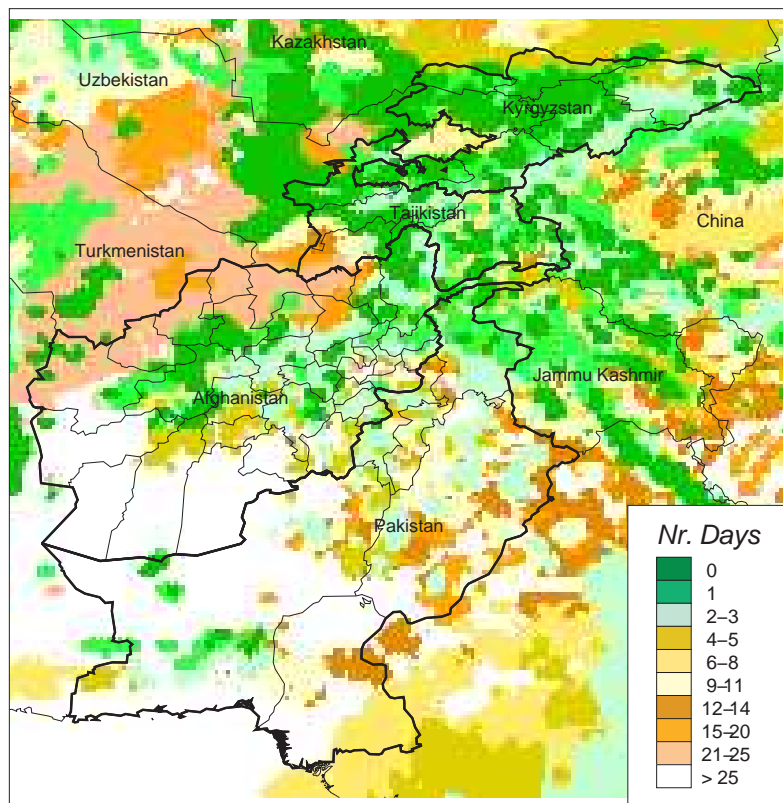 Kazakhstan
Uzbekistan
Kyrgyzstan
Tajikistan
China
Turkmenistan
Jammu Kashmir
Afghanistan
Pakistan
Nr. Days
0
1
2–3
4–5
6–8
9–11
12–14
15–20
21–25
> 25